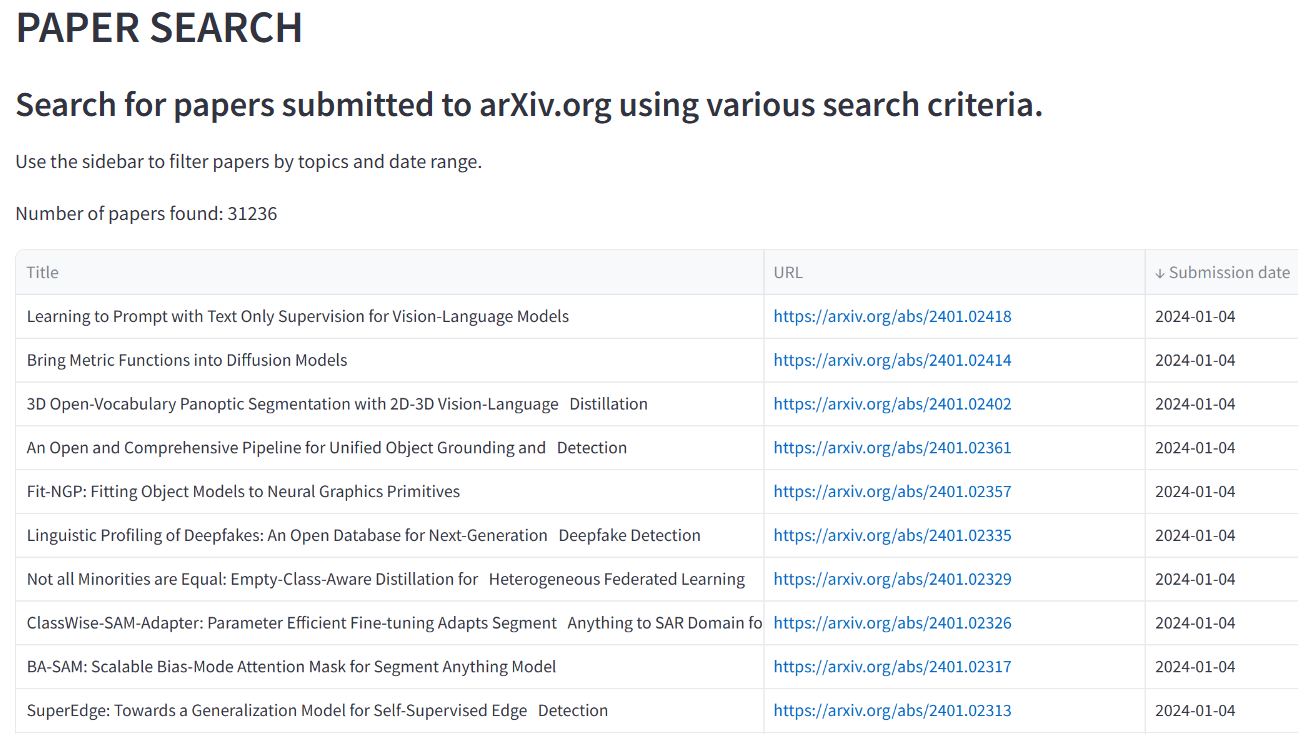 PAPER SEARCH
Search for papers submitted to arXiv.org using various search criteria.
Use the sidebar to filter papers by topics and date range.
Number of papers found: 31236
Title URL ↓ Submission date
Learning to Prompt with Text Only Supervision for Vision-Language Models https://arxiv.org/abs/2401.02418 2024-01-04
Bring Metric Functions into Diffusion Models https://arxiv.org/abs/2401.02414 2024-01-04
3D Open-Vocabulary Panoptic Segmentation with 2D-3D Vision-Language Distillation https://arxiv.org/abs/2401.02402 2024-01-04
An Open and Comprehensive Pipeline for Unified Object Grounding and Detection https://arxiv.org/abs/2401.02361 2024-01-04
Fit-NGP: Fitting Object Models to Neural Graphics Primitives https://arxiv.org/abs/2401.02357 2024-01-04
Linguistic Profiling of Deepfakes: An Open Database for Next-Generation Deepfake Detection https://arxiv.org/abs/2401.02335 2024-01-04
Not all Minorities are Equal: Empty-Class-Aware Distillation for Heterogeneous Federated Learning https://arxiv.org/abs/2401.02329 2024-01-04
ClassWise-SAM-Adapter: Parameter Efficient Fine-tuning Adapts Segment Anything to SAR Domain fo https://arxiv.org/abs/2401.02326 2024-01-04
BA-SAM: Scalable Bias-Mode Attention Mask for Segment Anything Model https://arxiv.org/abs/2401.02317 2024-01-04
SuperEdge: Towards a Generalization Model for Self-Supervised Edge Detection https://arxiv.org/abs/2401.02313 2024-01-04